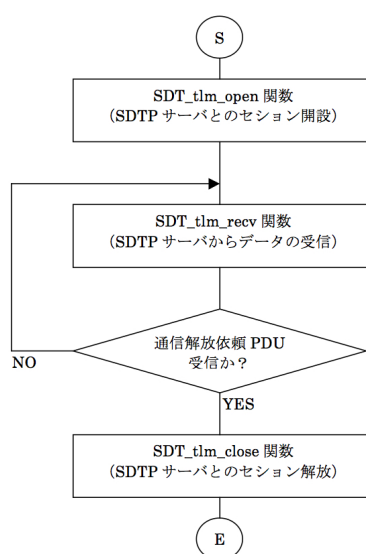 S
SDT_tlm_open 関数
（SDTP サーバとのセション開設）
SDT_tlm_recv 関数
（SDTP サーバからデータの受信）
通信解放依頼 PDU
受信か？
NO
YES
SDT_tlm_close 関数
（SDTP サーバとのセション解放）
E